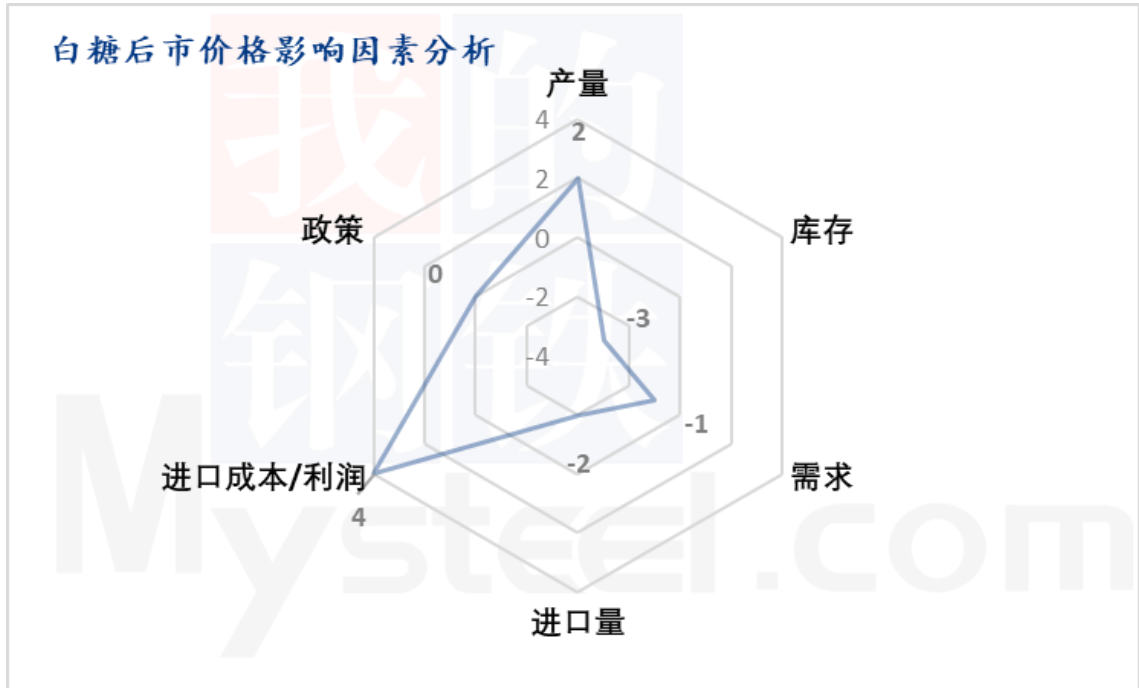 白糖后市价格影响因素分析
产量
4
2
2
0
-2
-4
库存
-3
需求
-1
进口量
-2
进口成本/利润
4
政策
0
我的
钢铁
Mysteel.com